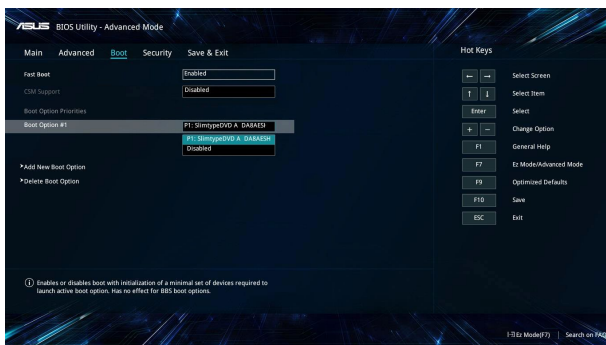 ASUS BIOS Utility - Advanced Mode
Main Advanced Boot Security Save & Exit
Hot Keys
Fast Boot Enabled
CSM Support Disabled
Boot Option Priorities
Boot Option #1 P1: SlimtypeDVD A DA8AESI
P1: SlimtypeDVD A DA8AESH
Disabled
Add New Boot Option
Delete Boot Option
← → Select Screen
↑ ↓ Select Item
Enter Select
+ − Change Option
F1 General Help
F7 Ez Mode/Advanced Mode
F9 Optimized Defaults
F10 Save
ESC Exit
Enables or disables boot with initialization of a minimal set of devices required to
launch active boot option. Has no effect for BBS boot options.
Ez Mode(F7) | Search on FAQ